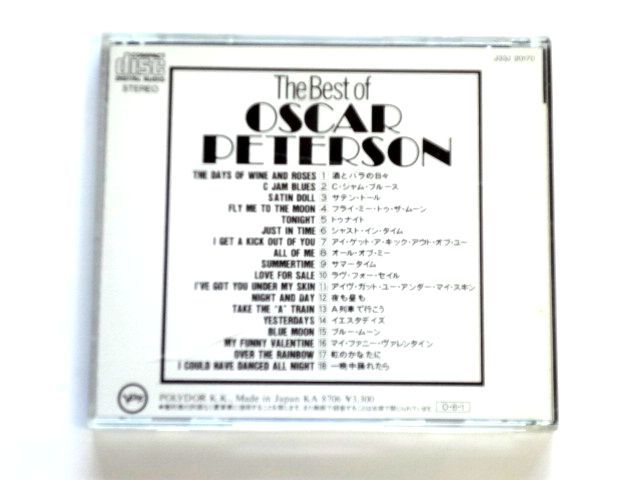 COMPACT
disc
DIGITAL AUDIO
STEREO
J33J 20170
The Best of
OSCAR
PETERSON
THE DAYS OF WINE AND ROSES 1 酒とバラの日々
C JAM BLUES 2 C・ジャム・ブルース
SATIN DOLL 3 サテン・ドール
FLY ME TO THE MOON 4 フライ・ミー・トゥ・ザ・ムーン
TONIGHT 5 トゥナイト
JUST IN TIME 6 ジャスト・イン・タイム
I GET A KICK OUT OF YOU 7 アイ・ゲット・ア・キック・アウト・オブ・ユー
ALL OF ME 8 オール・オブ・ミー
SUMMERTIME 9 サマータイム
LOVE FOR SALE 10 ラヴ・フォー・セイル
I'VE GOT YOU UNDER MY SKIN 11 アイヴ・ガット・ユー・アンダー・マイ・スキン
NIGHT AND DAY 12 夜も昼も
TAKE THE "A" TRAIN 13 A列車で行こう
YESTERDAYS 14 イエスタデイズ
BLUE MOON 15 ブルー・ムーン
MY FUNNY VALENTINE 16 マイ・ファニー・ヴァレンタイン
OVER THE RAINBOW 17 虹のかなたに
I COULD HAVE DANCED ALL NIGHT 18 一晩中踊れたら
Verve
POLYDOR K.K., Made in Japan KA 8706 ¥3,300
O-6-1